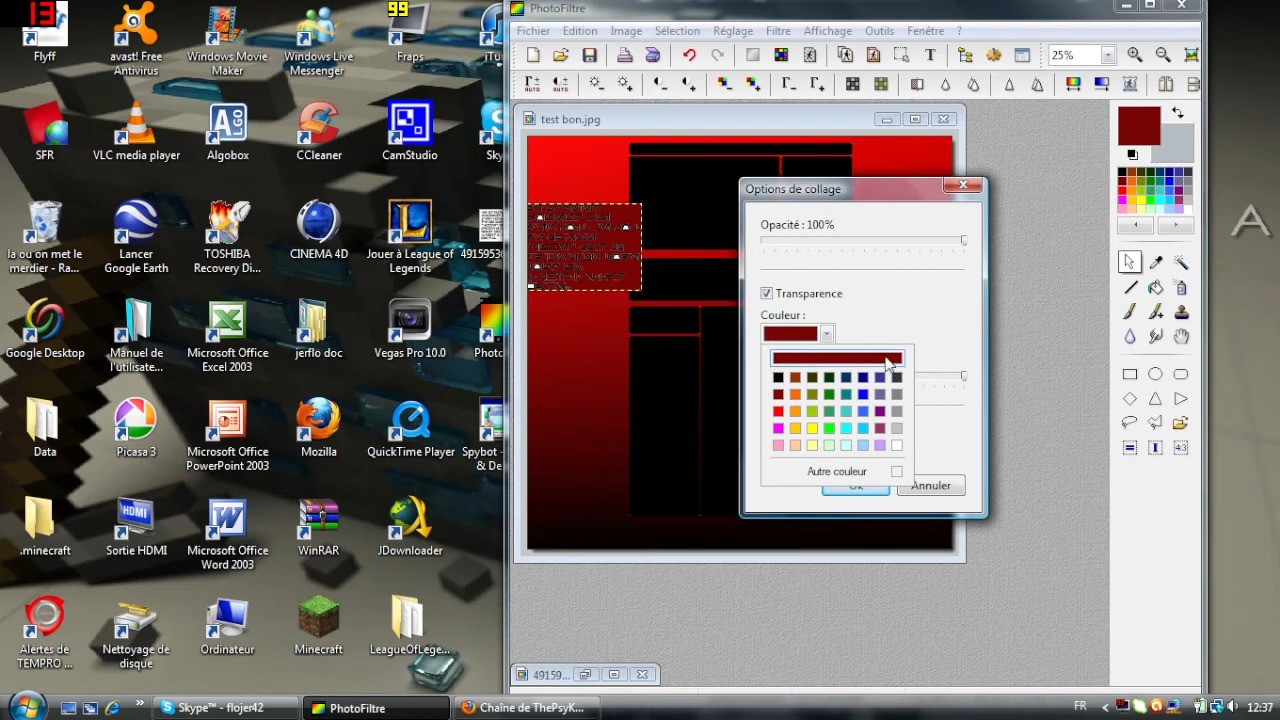 13
99
Flyff
avast! Free
Antivirus
Windows Movie
Maker
Windows Live
Messenger
Fraps
SFR
VLC media player
Algobox
CCleaner
CamStudio
la ou on met le
merdier - Ra...
Lancer
Google Earth
TOSHIBA
Recovery Di...
CINEMA 4D
Jouer à League of
Legends
Google Desktop
Manuel de
l'utilisate...
Microsoft Office
Excel 2003
jerflo doc
Vegas Pro 10.0
Data
Picasa 3
Microsoft Office
PowerPoint 2003
Mozilla
QuickTime Player
Spybot -
.minecraft
Sortie HDMI
Microsoft Office
Word 2003
WinRAR
JDownloader
Alertes de
TEMPRO ...
Nettoyage de
disque
Ordinateur
Minecraft
LeagueOfLege...
PhotoFiltre
Fichier Edition Image Sélection Réglage Filtre Affichage Outils Fenêtre ?
25%
test bon.jpg
Options de collage
Opacité : 100%
Transparence
Couleur :
Autre couleur
Ok
Annuler
49159...
Skype™ - flojer42
PhotoFiltre
Chaîne de ThePsyK...
FR
12:37